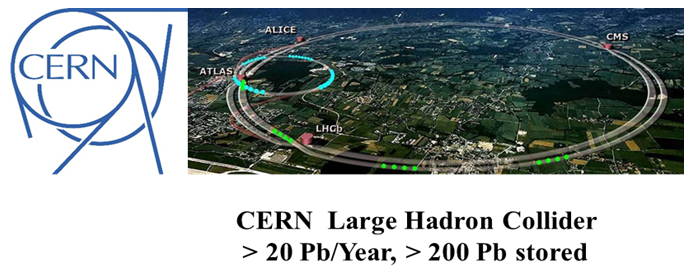 CERN
ALICE
CMS
ATLAS
LHCb
CERN Large Hadron Collider
> 20 Pb/Year, > 200 Pb stored